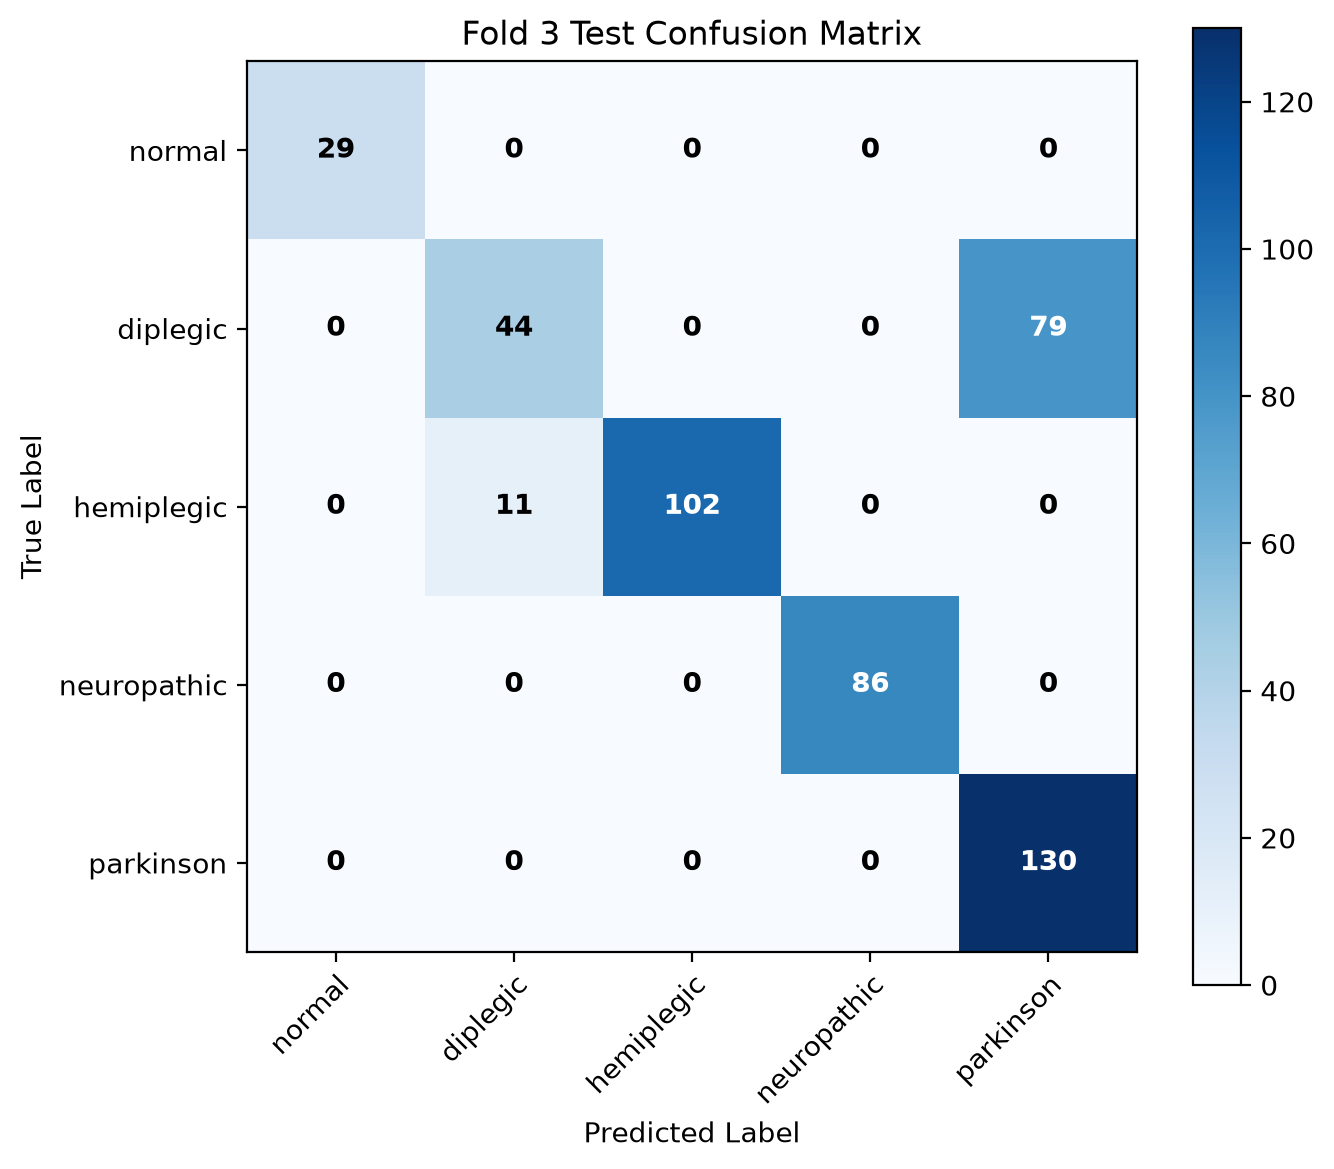 Fold 3 Test Confusion Matrix
True Label
normal 29 0 0 0 0
diplegic 0 44 0 0 79
hemiplegic 0 11 102 0 0
neuropathic 0 0 0 86 0
parkinson 0 0 0 0 130
normal diplegic hemiplegic neuropathic parkinson
Predicted Label
120
100
80
60
40
20
0